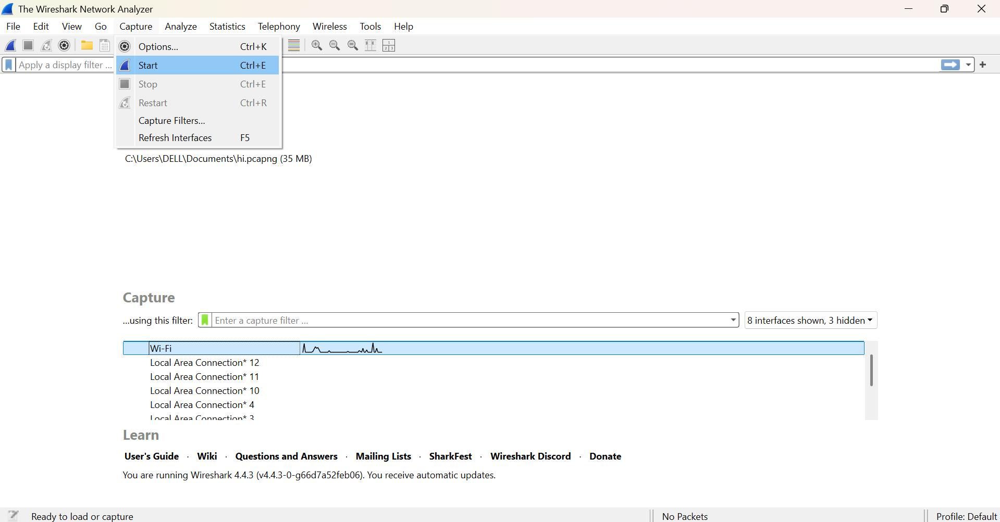 The Wireshark Network Analyzer
File Edit View Go Capture Analyze Statistics Telephony Wireless Tools Help
Options... Ctrl+K
Apply a display filter ...
Start Ctrl+E
Stop Ctrl+E
Restart Ctrl+R
Capture Filters...
Refresh Interfaces F5
C:\Users\DELL\Documents\hi.pcapng (35 MB)
Capture
...using this filter: Enter a capture filter ... 8 interfaces shown, 3 hidden
Wi-Fi
Local Area Connection* 12
Local Area Connection* 11
Local Area Connection* 10
Local Area Connection* 4
Local Area Connection* 3
Learn
User's Guide · Wiki · Questions and Answers · Mailing Lists · SharkFest · Wireshark Discord · Donate
You are running Wireshark 4.4.3 (v4.4.3-0-g66d7a52feb06). You receive automatic updates.
Ready to load or capture No Packets Profile: Default